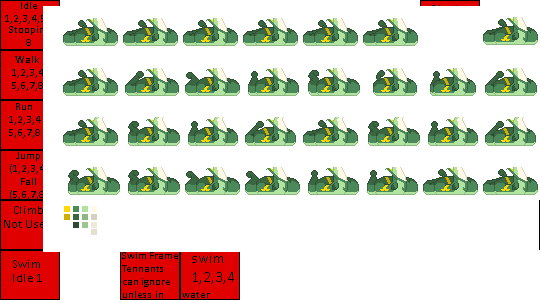 Idle
1,2,3,4,5
Stoppin
8
Walk
1,2,3,4
5,6,7,8
Run
1,2,3,4
5,6,7,8
Jump
(1,2,3,4
Fall
(5,6,7,8
Climb
Not Use
Swim
Idle 1
Swim Frame
Tennants
can ignore
unless in water
swim
1,2,3,4